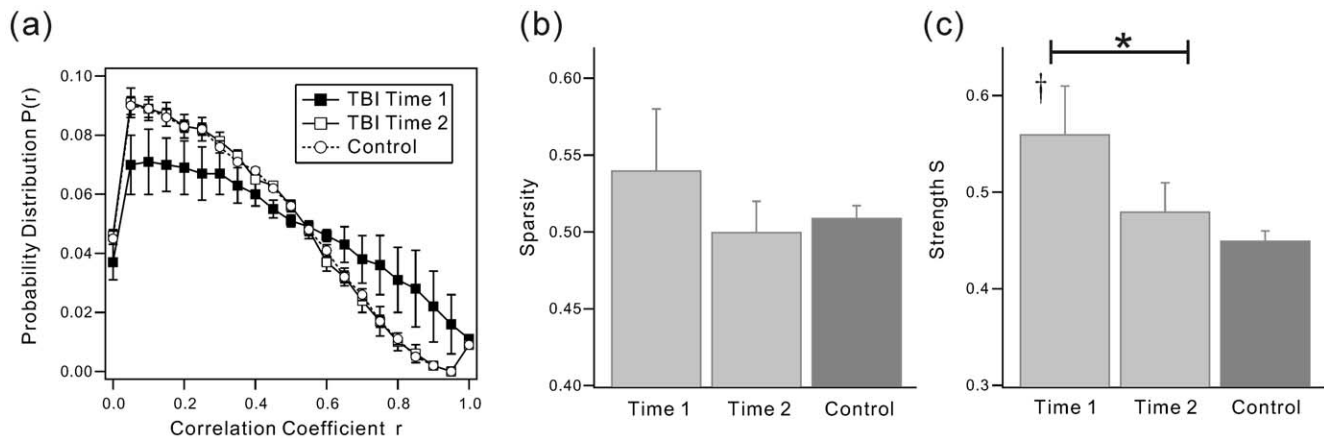 (a)
Probability Distribution P(r)
0.10
0.08
0.06
0.04
0.02
0.00
TBI Time 1
TBI Time 2
Control
0.0 0.2 0.4 0.6 0.8 1.0
Correlation Coefficient r
(b)
Sparsity
0.60
0.55
0.50
0.45
0.40
Time 1 Time 2 Control
(c)
Strength S
0.6
0.5
0.4
0.3
*
†
Time 1 Time 2 Control